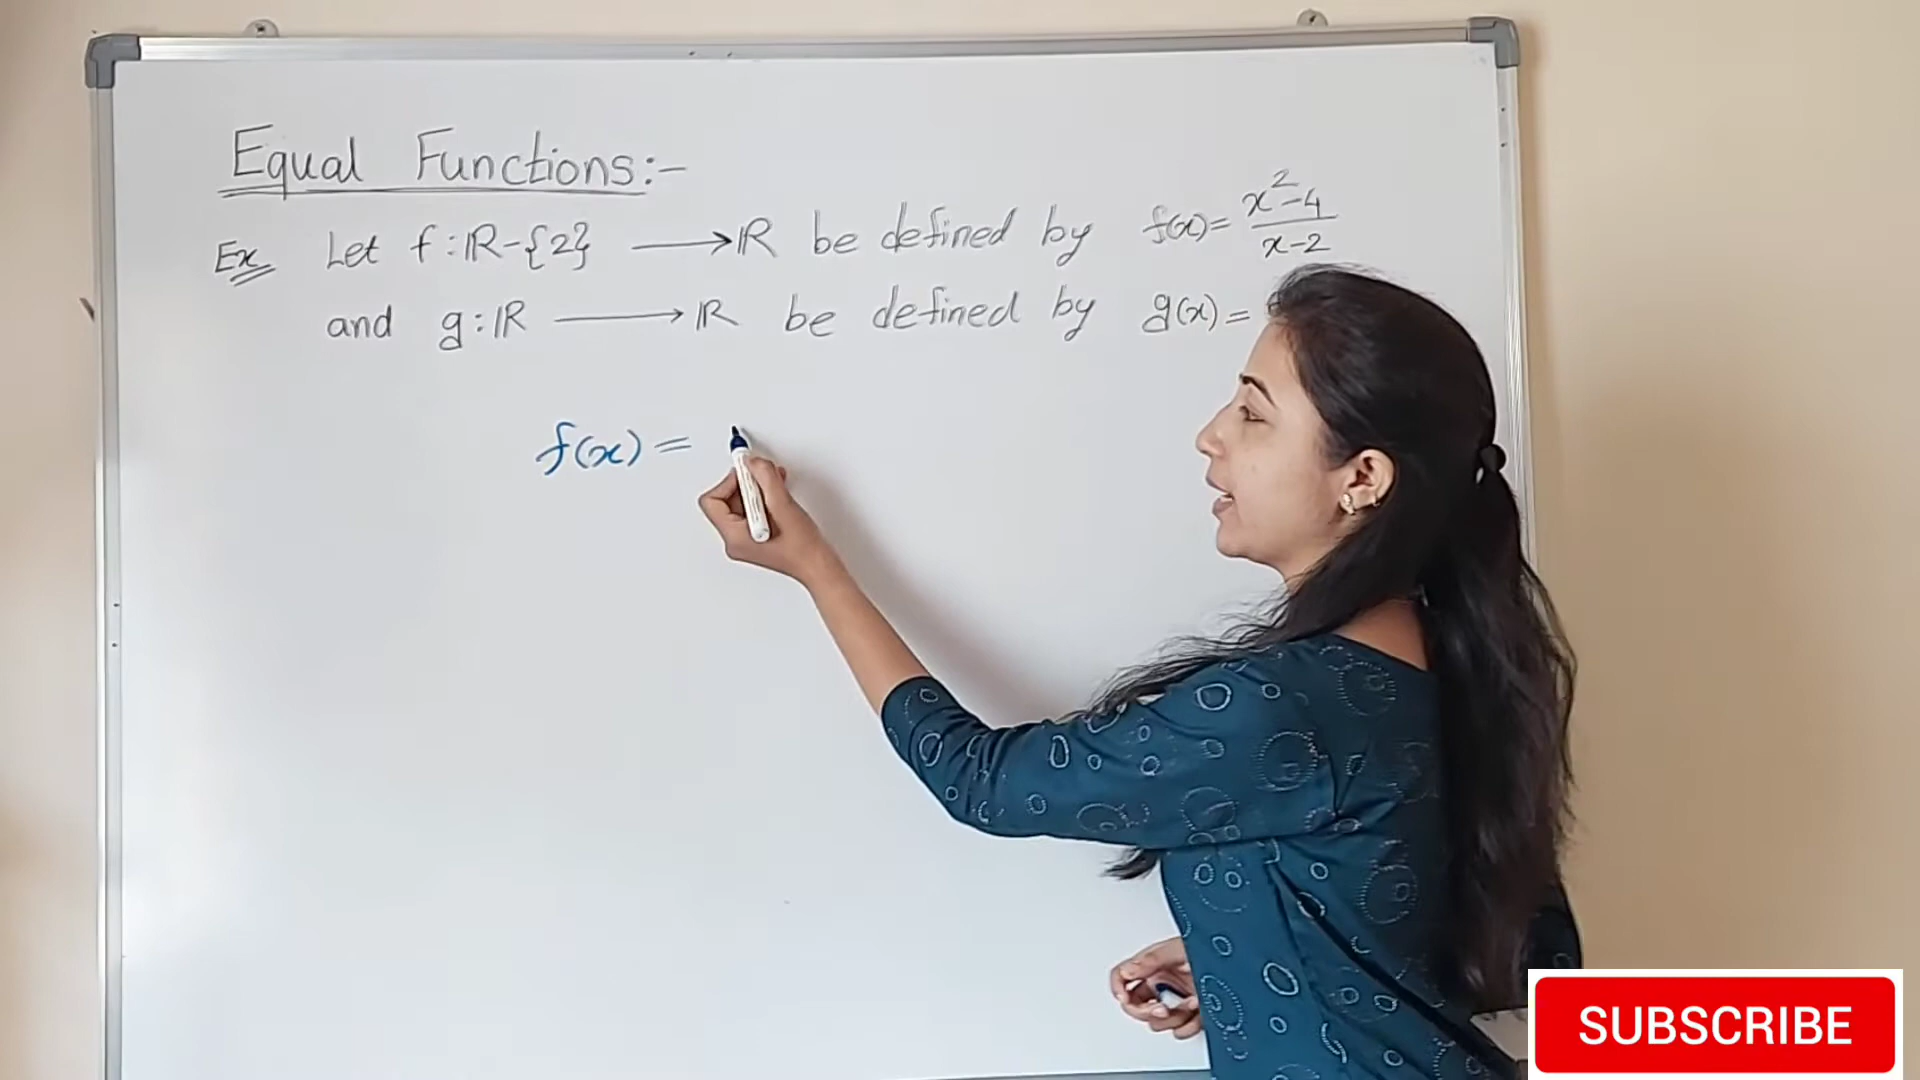 Equal Functions:-
Ex Let f : ℝ-{2} ⟶ ℝ be defined by f(x) = x²-4 / x-2
and g : ℝ ⟶ ℝ be defined by g(x) =
f(x) =
SUBSCRIBE